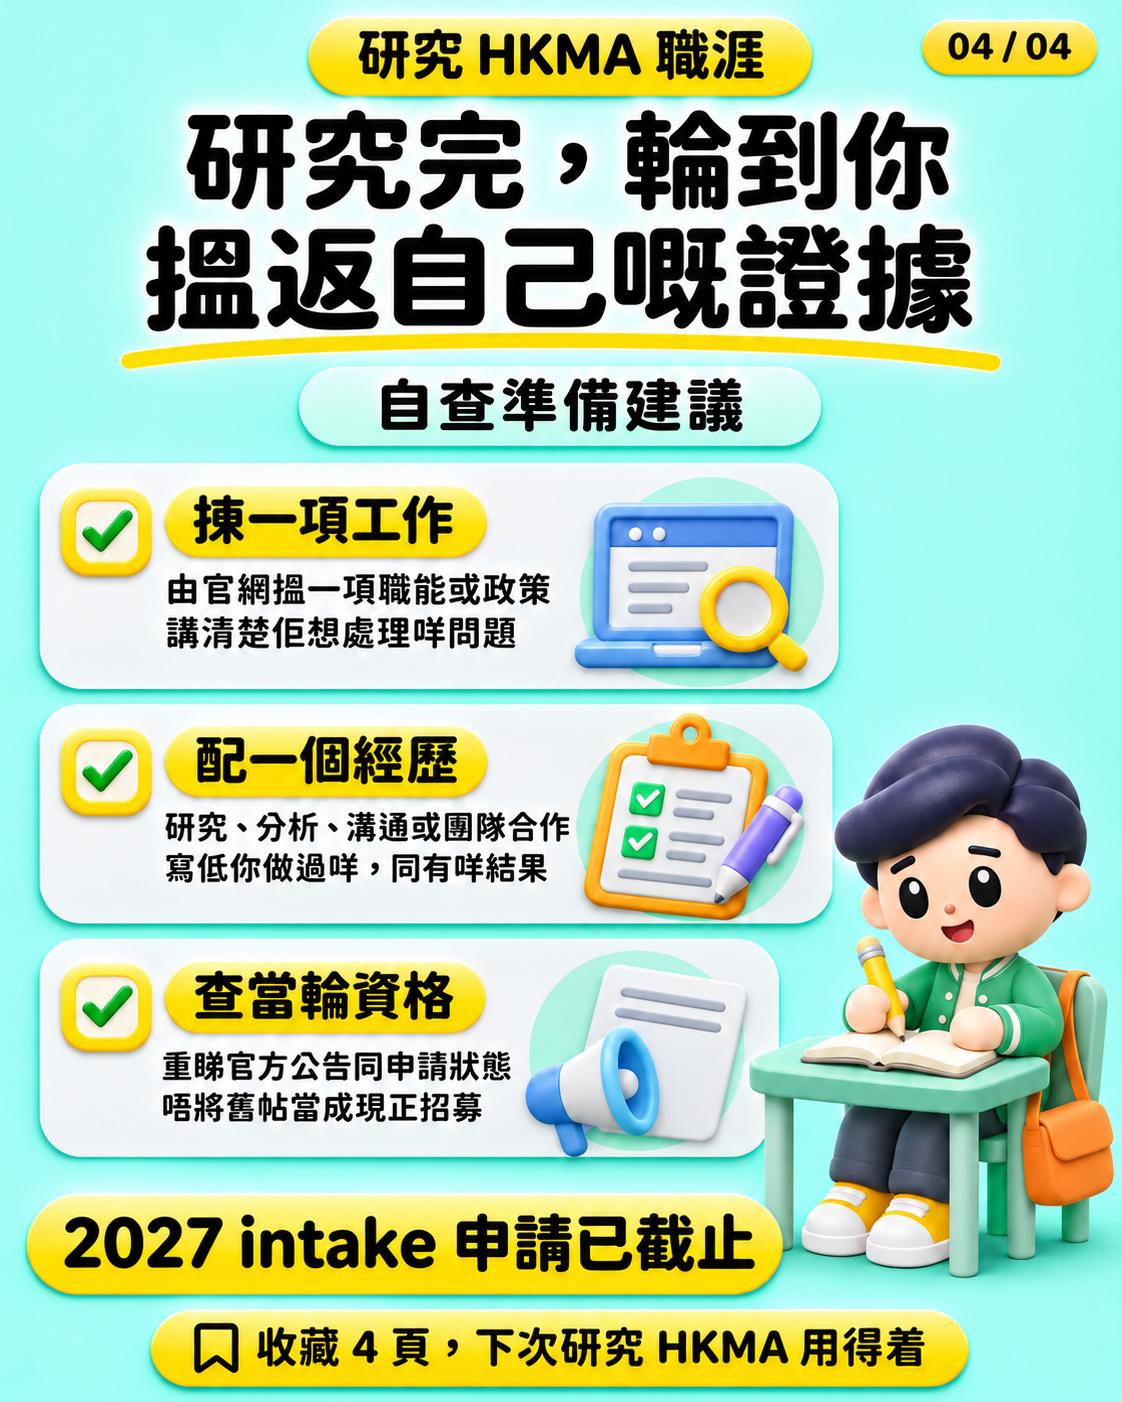 研究 HKMA 職涯
04 / 04
研究完，輪到你
搵返自己嘅證據
自查準備建議
揀一項工作
由官網搵一項職能或政策
講清楚佢想處理咩問題
配一個經歷
研究、分析、溝通或團隊合作
寫低你做過咩，同有咩結果
查當輪資格
重睇官方公告同申請狀態
唔將舊帖當成現正招募
2027 intake 申請已截止
收藏 4 頁，下次研究 HKMA 用得着